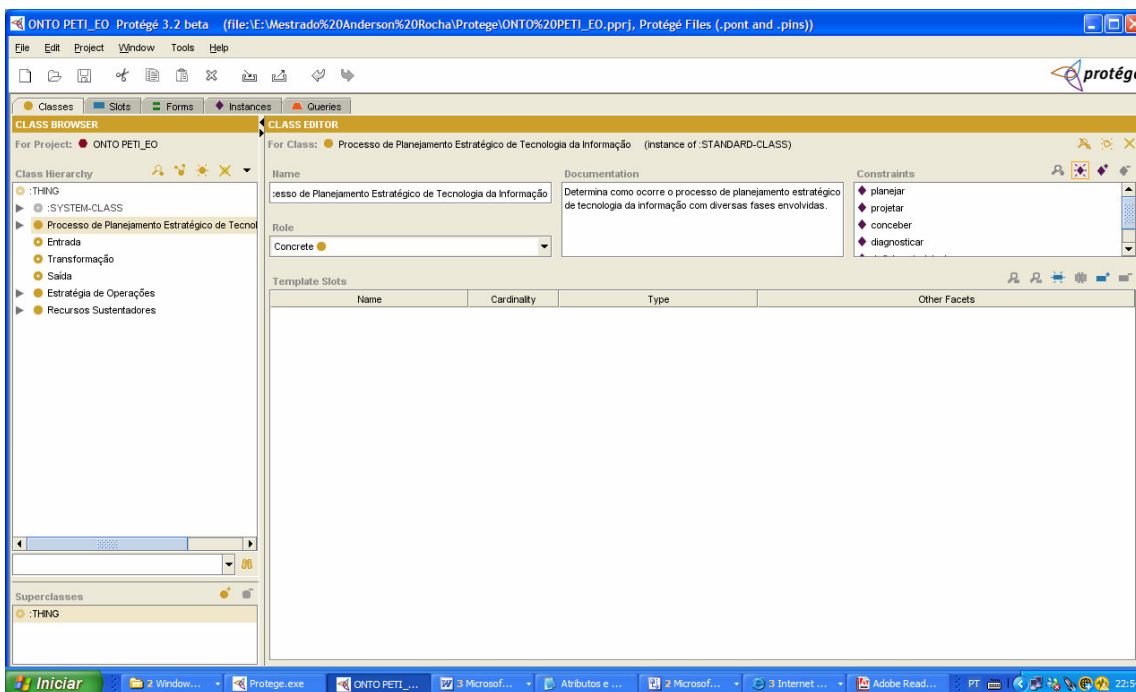 ONTO PETI_EO Protégé 3.2 beta (file:\E:\Mestrado%20Anderson%20Rocha\Protege\ONTO%20PETI_EO.pprj, Protégé Files (.pont and .pins))
File Edit Project Window Tools Help
protégé
Classes Slots Forms Instances Queries
CLASS BROWSER
For Project: ONTO PETI_EO
Class Hierarchy
:THING
:SYSTEM-CLASS
Processo de Planejamento Estratégico de Tecnol
Entrada
Transformação
Saída
Estratégia de Operações
Recursos Sustentadores
Superclasses
:THING
CLASS EDITOR
For Class: Processo de Planejamento Estratégico de Tecnologia da Informação (instance of :STANDARD-CLASS)
Name
:esso de Planejamento Estratégico de Tecnologia da Informação
Role
Concrete
Documentation
Determina como ocorre o processo de planejamento estratégico
de tecnologia da informação com diversas fases envolvidas.
Constraints
planejar
projetar
conceber
diagnosticar
Template Slots
Name Cardinality Type Other Facets
Iniciar 2 Window... Protege.exe ONTO PETI_... 3 Microsof... Atributos e ... 2 Microsof... 3 Internet ... Adobe Read... PT 22:5